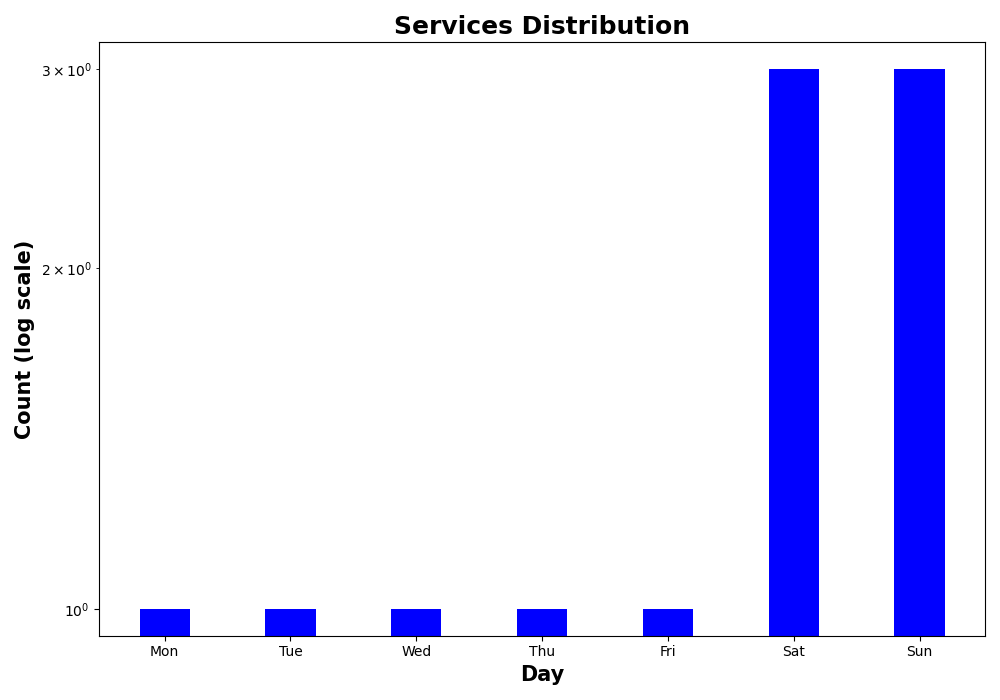 Services Distribution
3 × 10⁰
2 × 10⁰
10⁰
Count (log scale)
Mon Tue Wed Thu Fri Sat Sun
Day